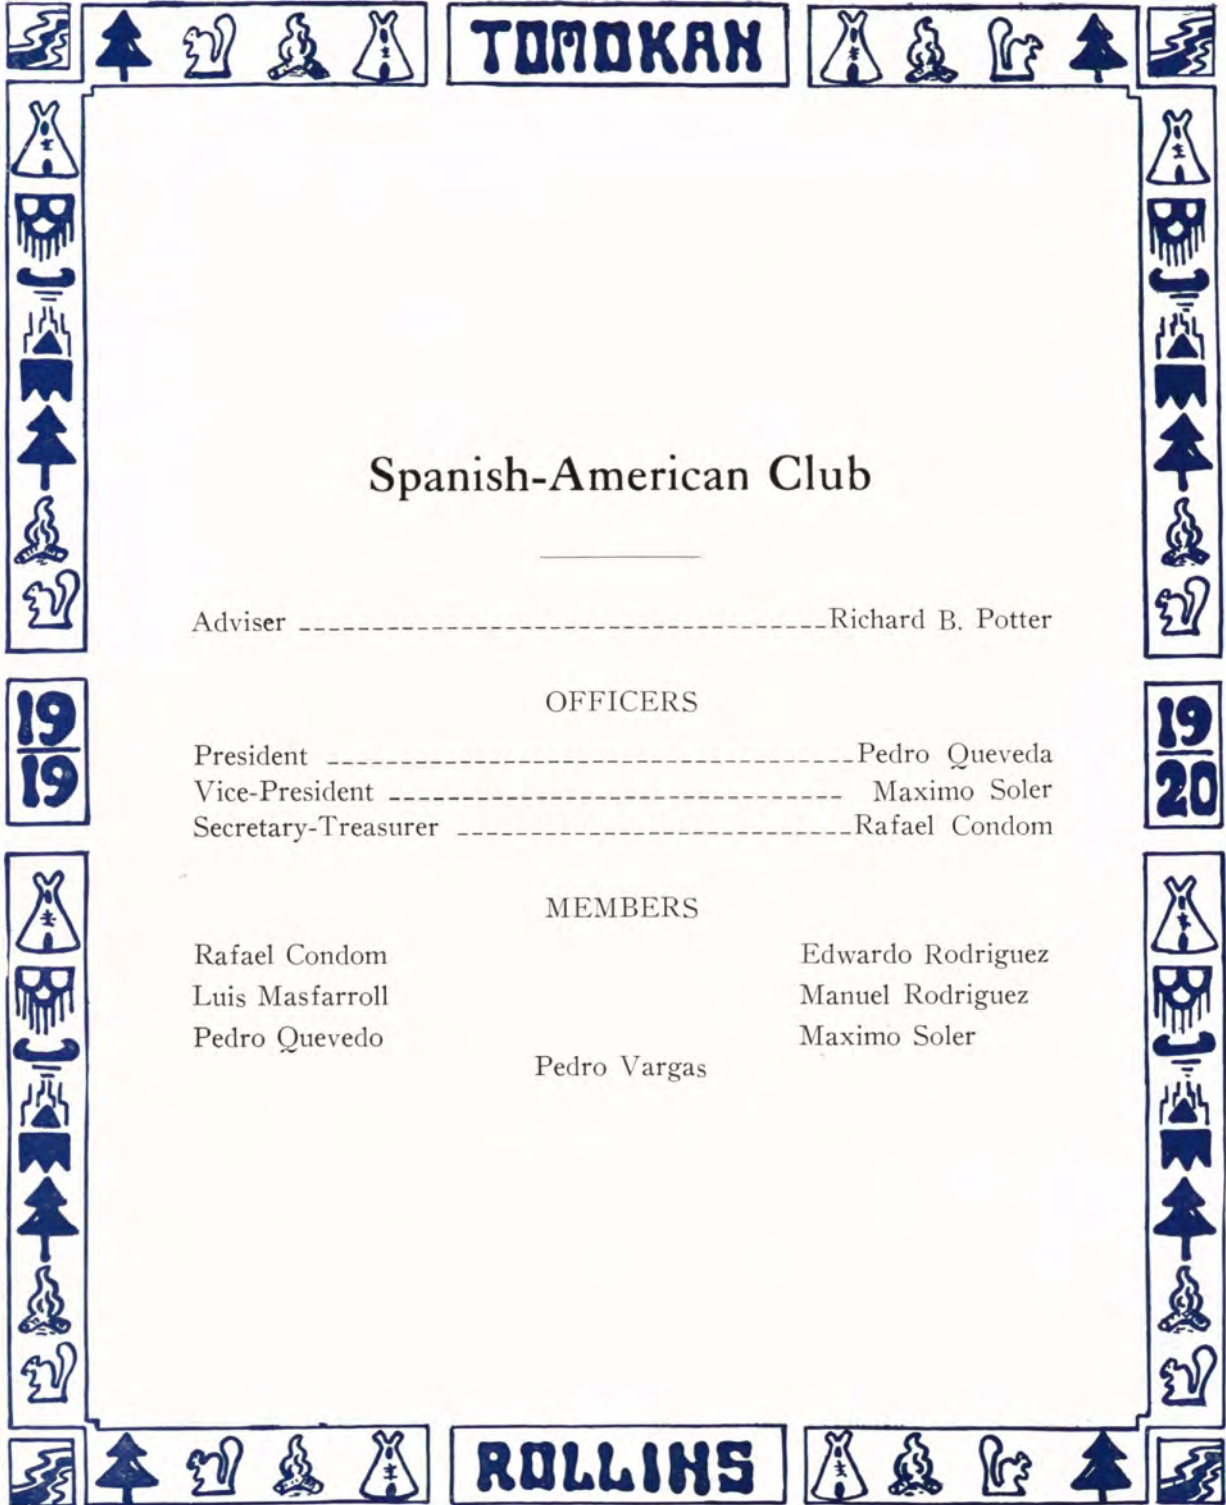 TOMOKAN
Spanish-American Club
Adviser ------------------------------------Richard B. Potter
OFFICERS
President ------------------------------------Pedro Queveda
Vice-President ------------------------------- Maximo Soler
Secretary-Treasurer ---------------------------Rafael Condom
19
19
19
20
MEMBERS
Rafael Condom Edwardo Rodriguez
Luis Masfarroll Manuel Rodriguez
Pedro Quevedo Maximo Soler
Pedro Vargas
ROLLINS